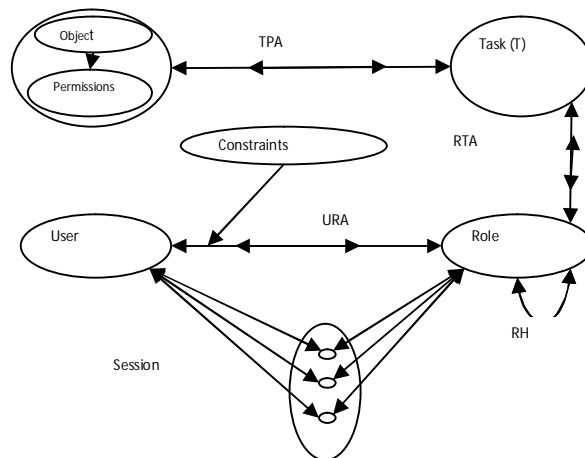 Object
TPA
Task (T)
Permissions
Constraints
RTA
User
URA
Role
RH
Session